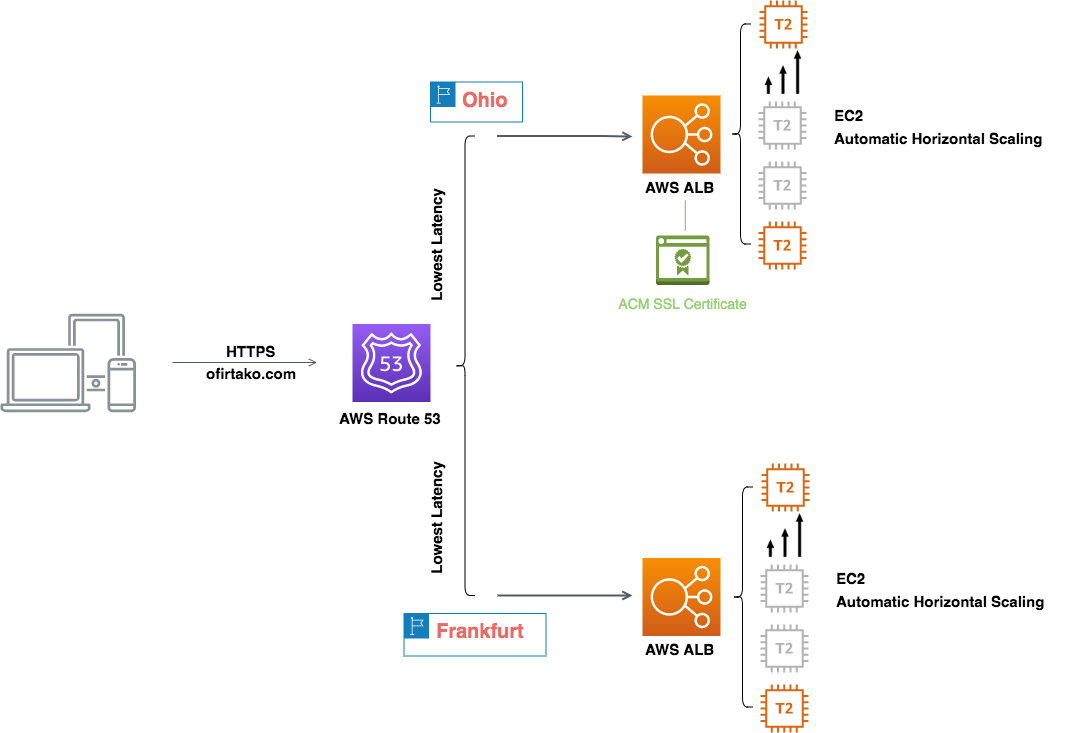 T2
Ohio
T2
EC2
Automatic Horizontal Scaling
AWS ALB
T2
Lowest Latency
T2
ACM SSL Certificate
HTTPS
ofirtako.com
53
AWS Route 53
Lowest Latency
T2
T2
EC2
Automatic Horizontal Scaling
Frankfurt
AWS ALB
T2
T2